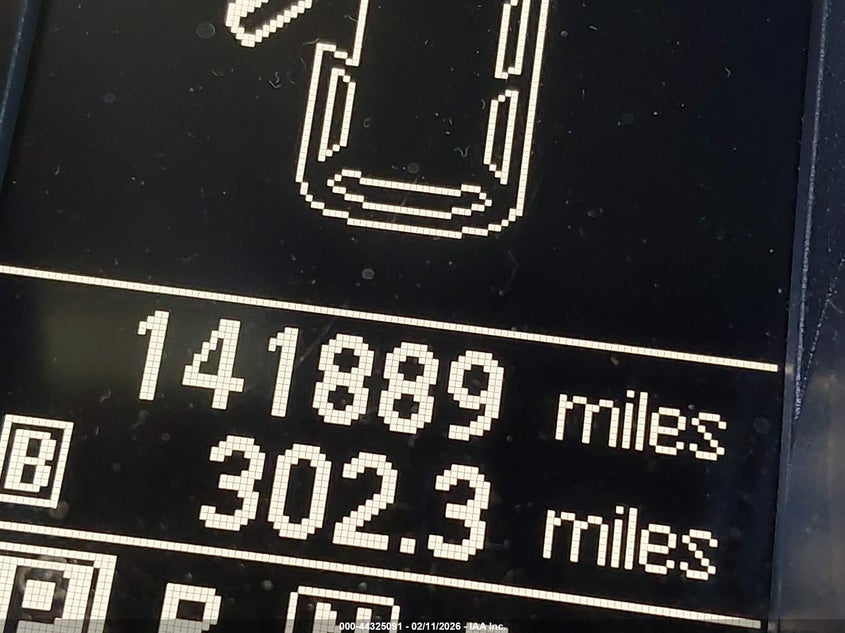 141889 miles
B 302.3 miles
P R N
000-44325091 - 02/11/2026 - IAA Inc.